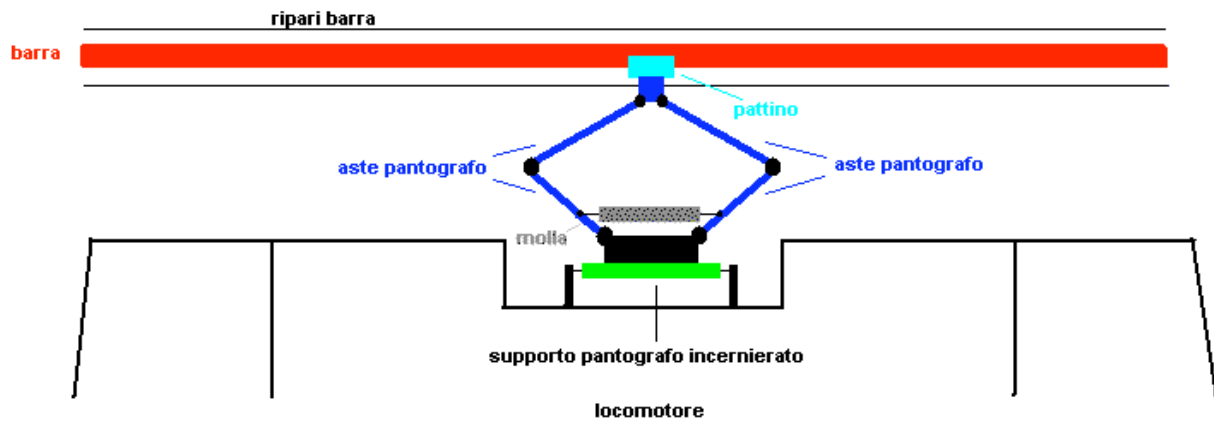 ripari barra
barra
pattino
aste pantografo
aste pantografo
molla
supporto pantografo incernierato
locomotore